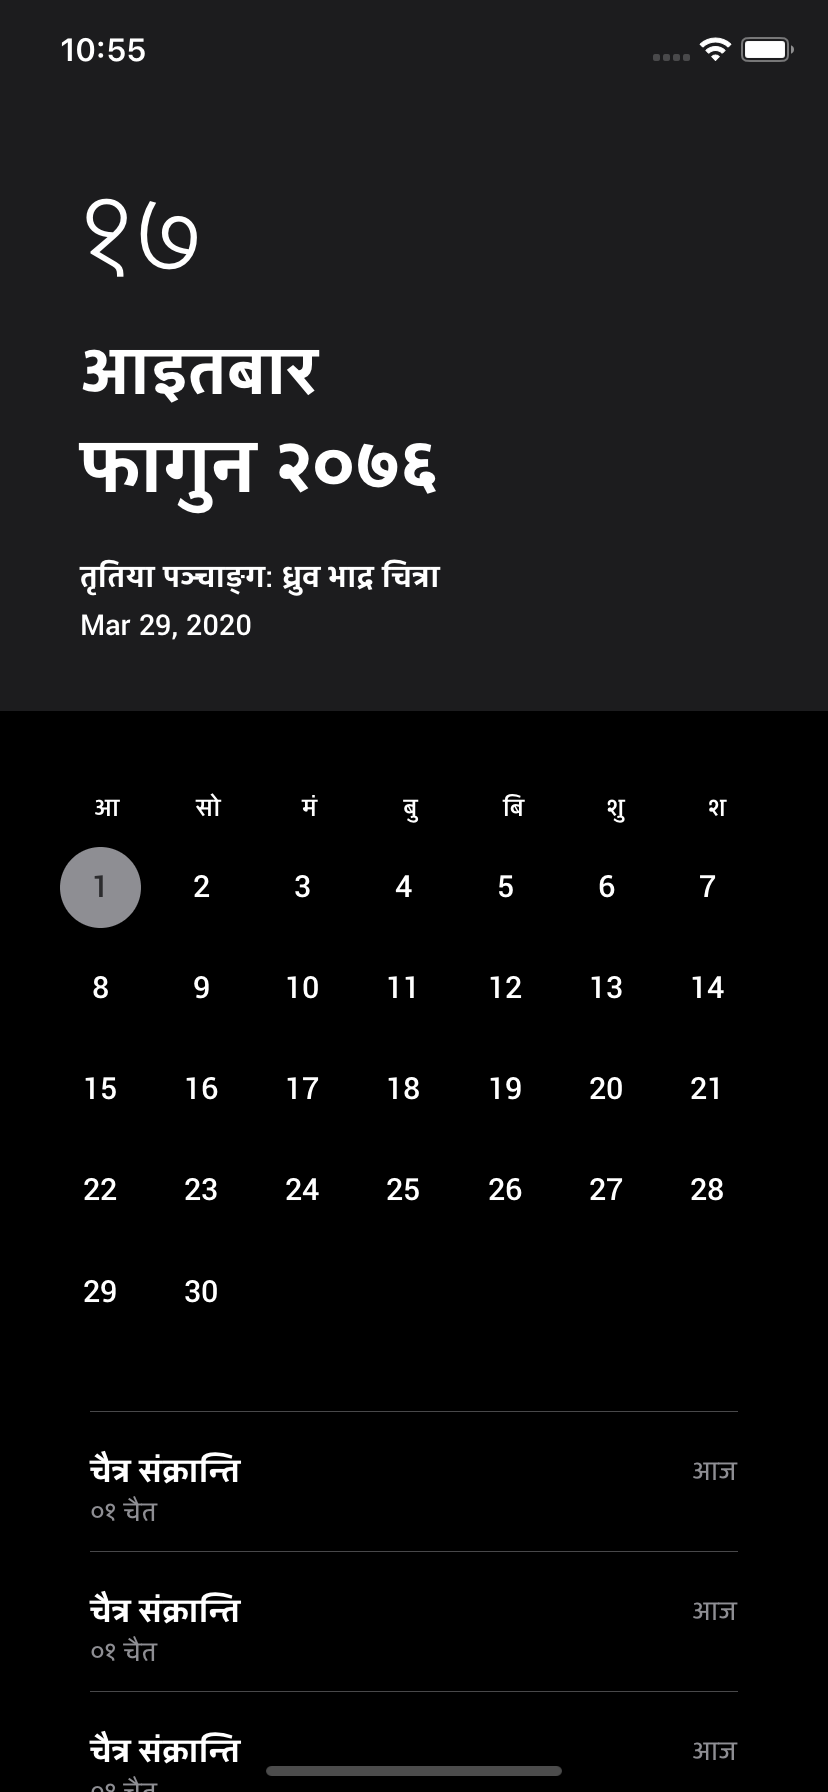 10:55
१७
आइतबार
फागुन २०७६
तृतिया पञ्चाङ्ग: ध्रुव भाद्र चित्रा
Mar 29, 2020
आ सो मं बु बि शु श
1 2 3 4 5 6 7
8 9 10 11 12 13 14
15 16 17 18 19 20 21
22 23 24 25 26 27 28
29 30
चैत्र संक्रान्ति आज
०१ चैत
चैत्र संक्रान्ति आज
०१ चैत
चैत्र संक्रान्ति आज